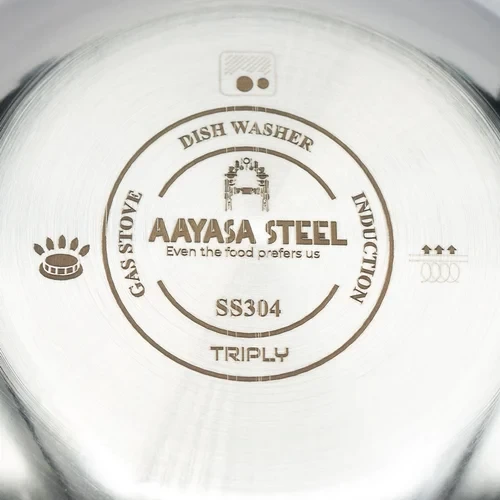 DISH WASHER
GAS STOVE
INDUCTION
AAYASA STEEL
Even the food prefers us
SS304
TRIPLY